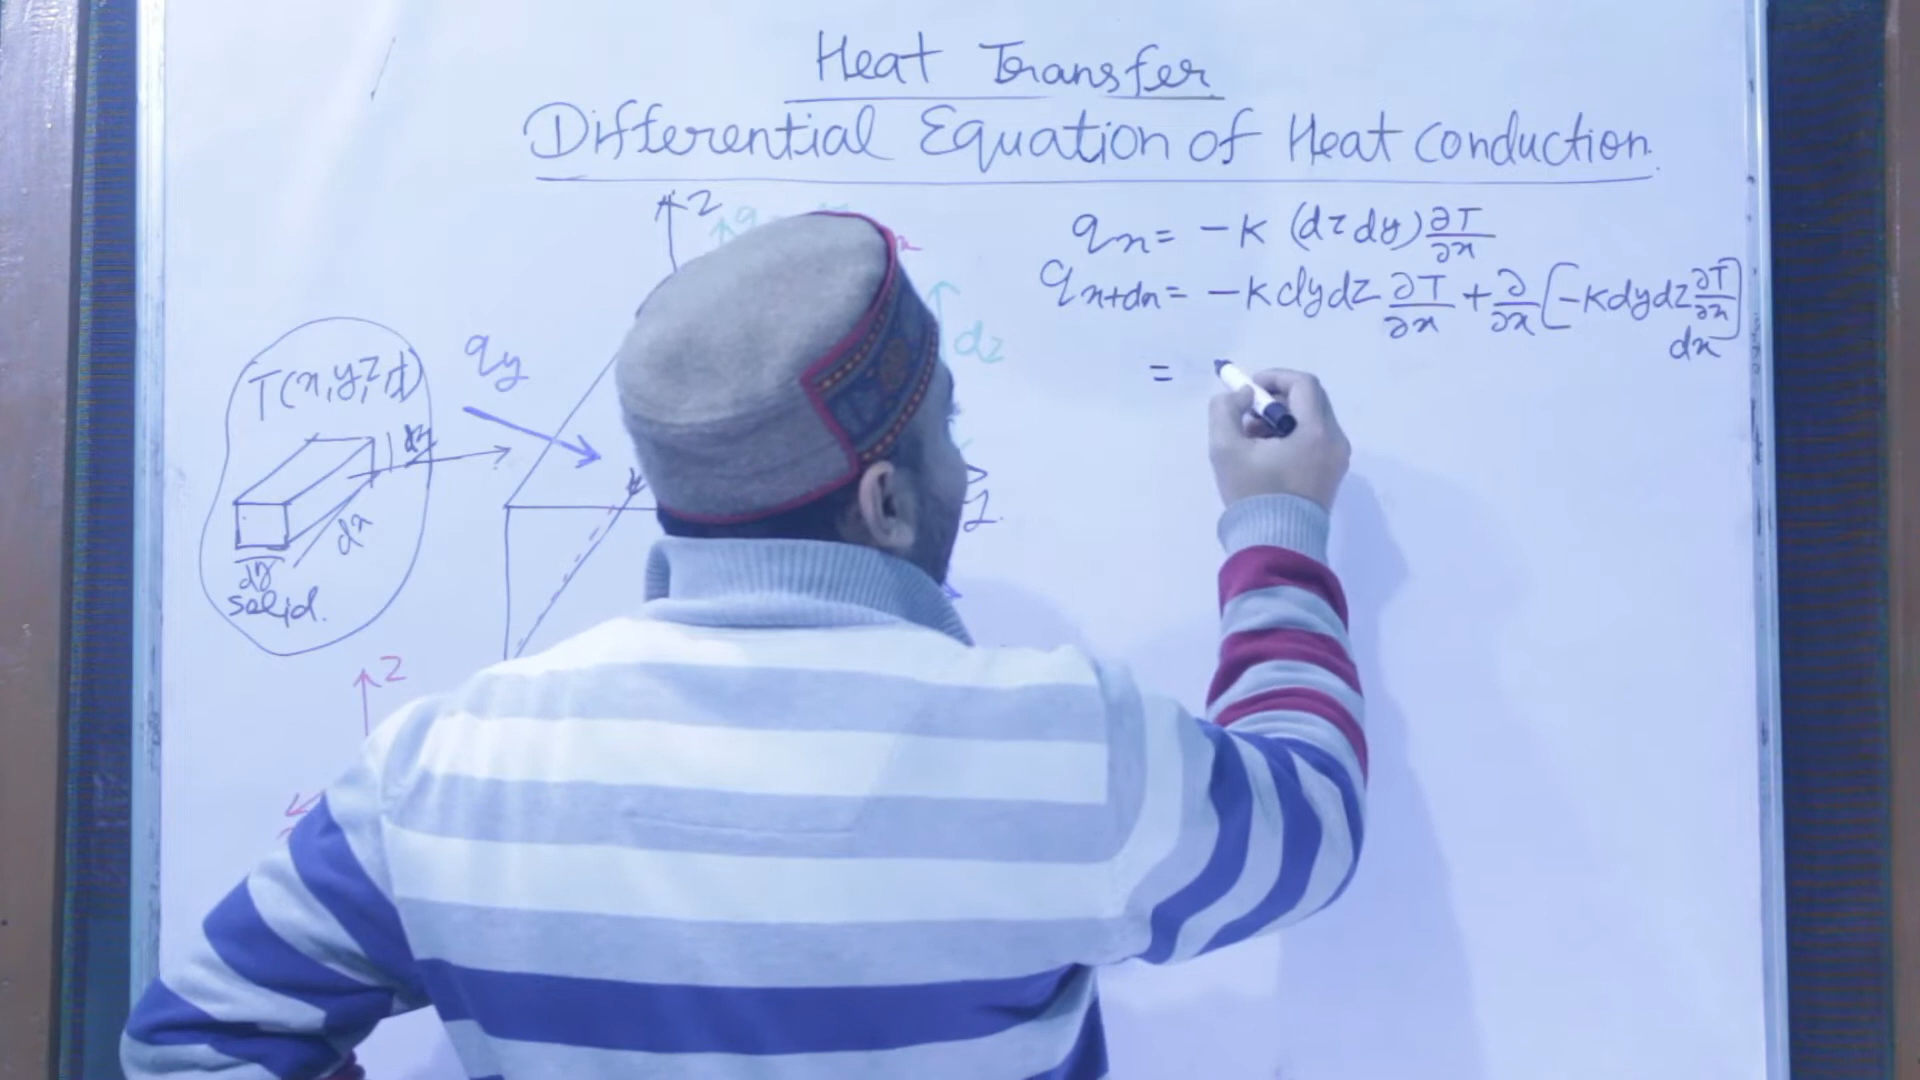 Heat Transfer
Differential Equation of Heat conduction.
z
qx = -K (dz dy) ∂T/∂x
qx+dx = -K dy dz ∂T/∂x + ∂/∂x [-K dy dz ∂T/∂x] dx
=
dz
qy
T(x,y,z,t)
dx
solid.
z